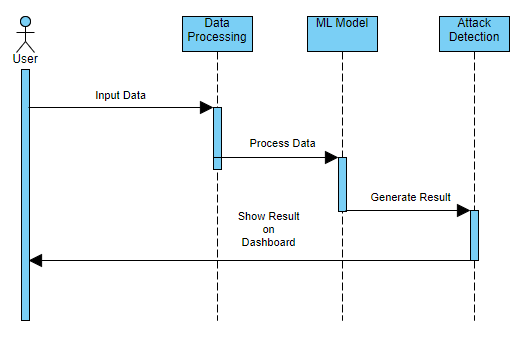 User
Data
Processing
ML Model
Attack
Detection
Input Data
Process Data
Generate Result
Show Result
on
Dashboard